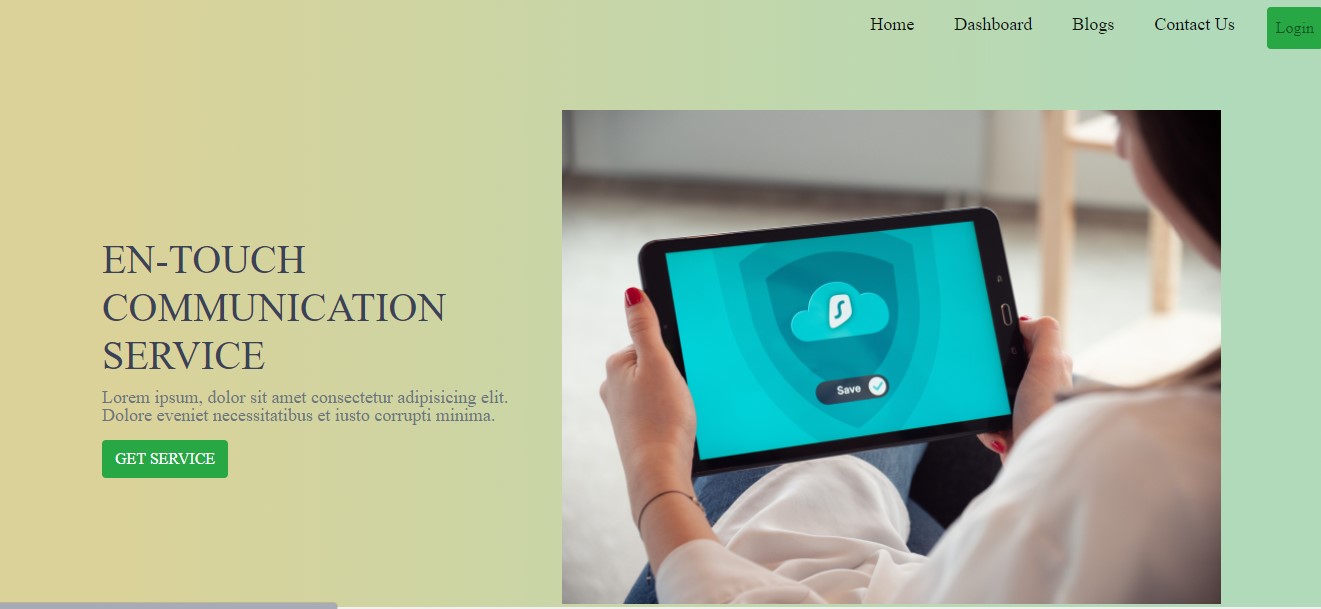 Home Dashboard Blogs Contact Us Login
EN-TOUCH
COMMUNICATION
SERVICE
Lorem ipsum, dolor sit amet consectetur adipisicing elit.
Dolore eveniet necessitatibus et iusto corrupti minima.
GET SERVICE
Save